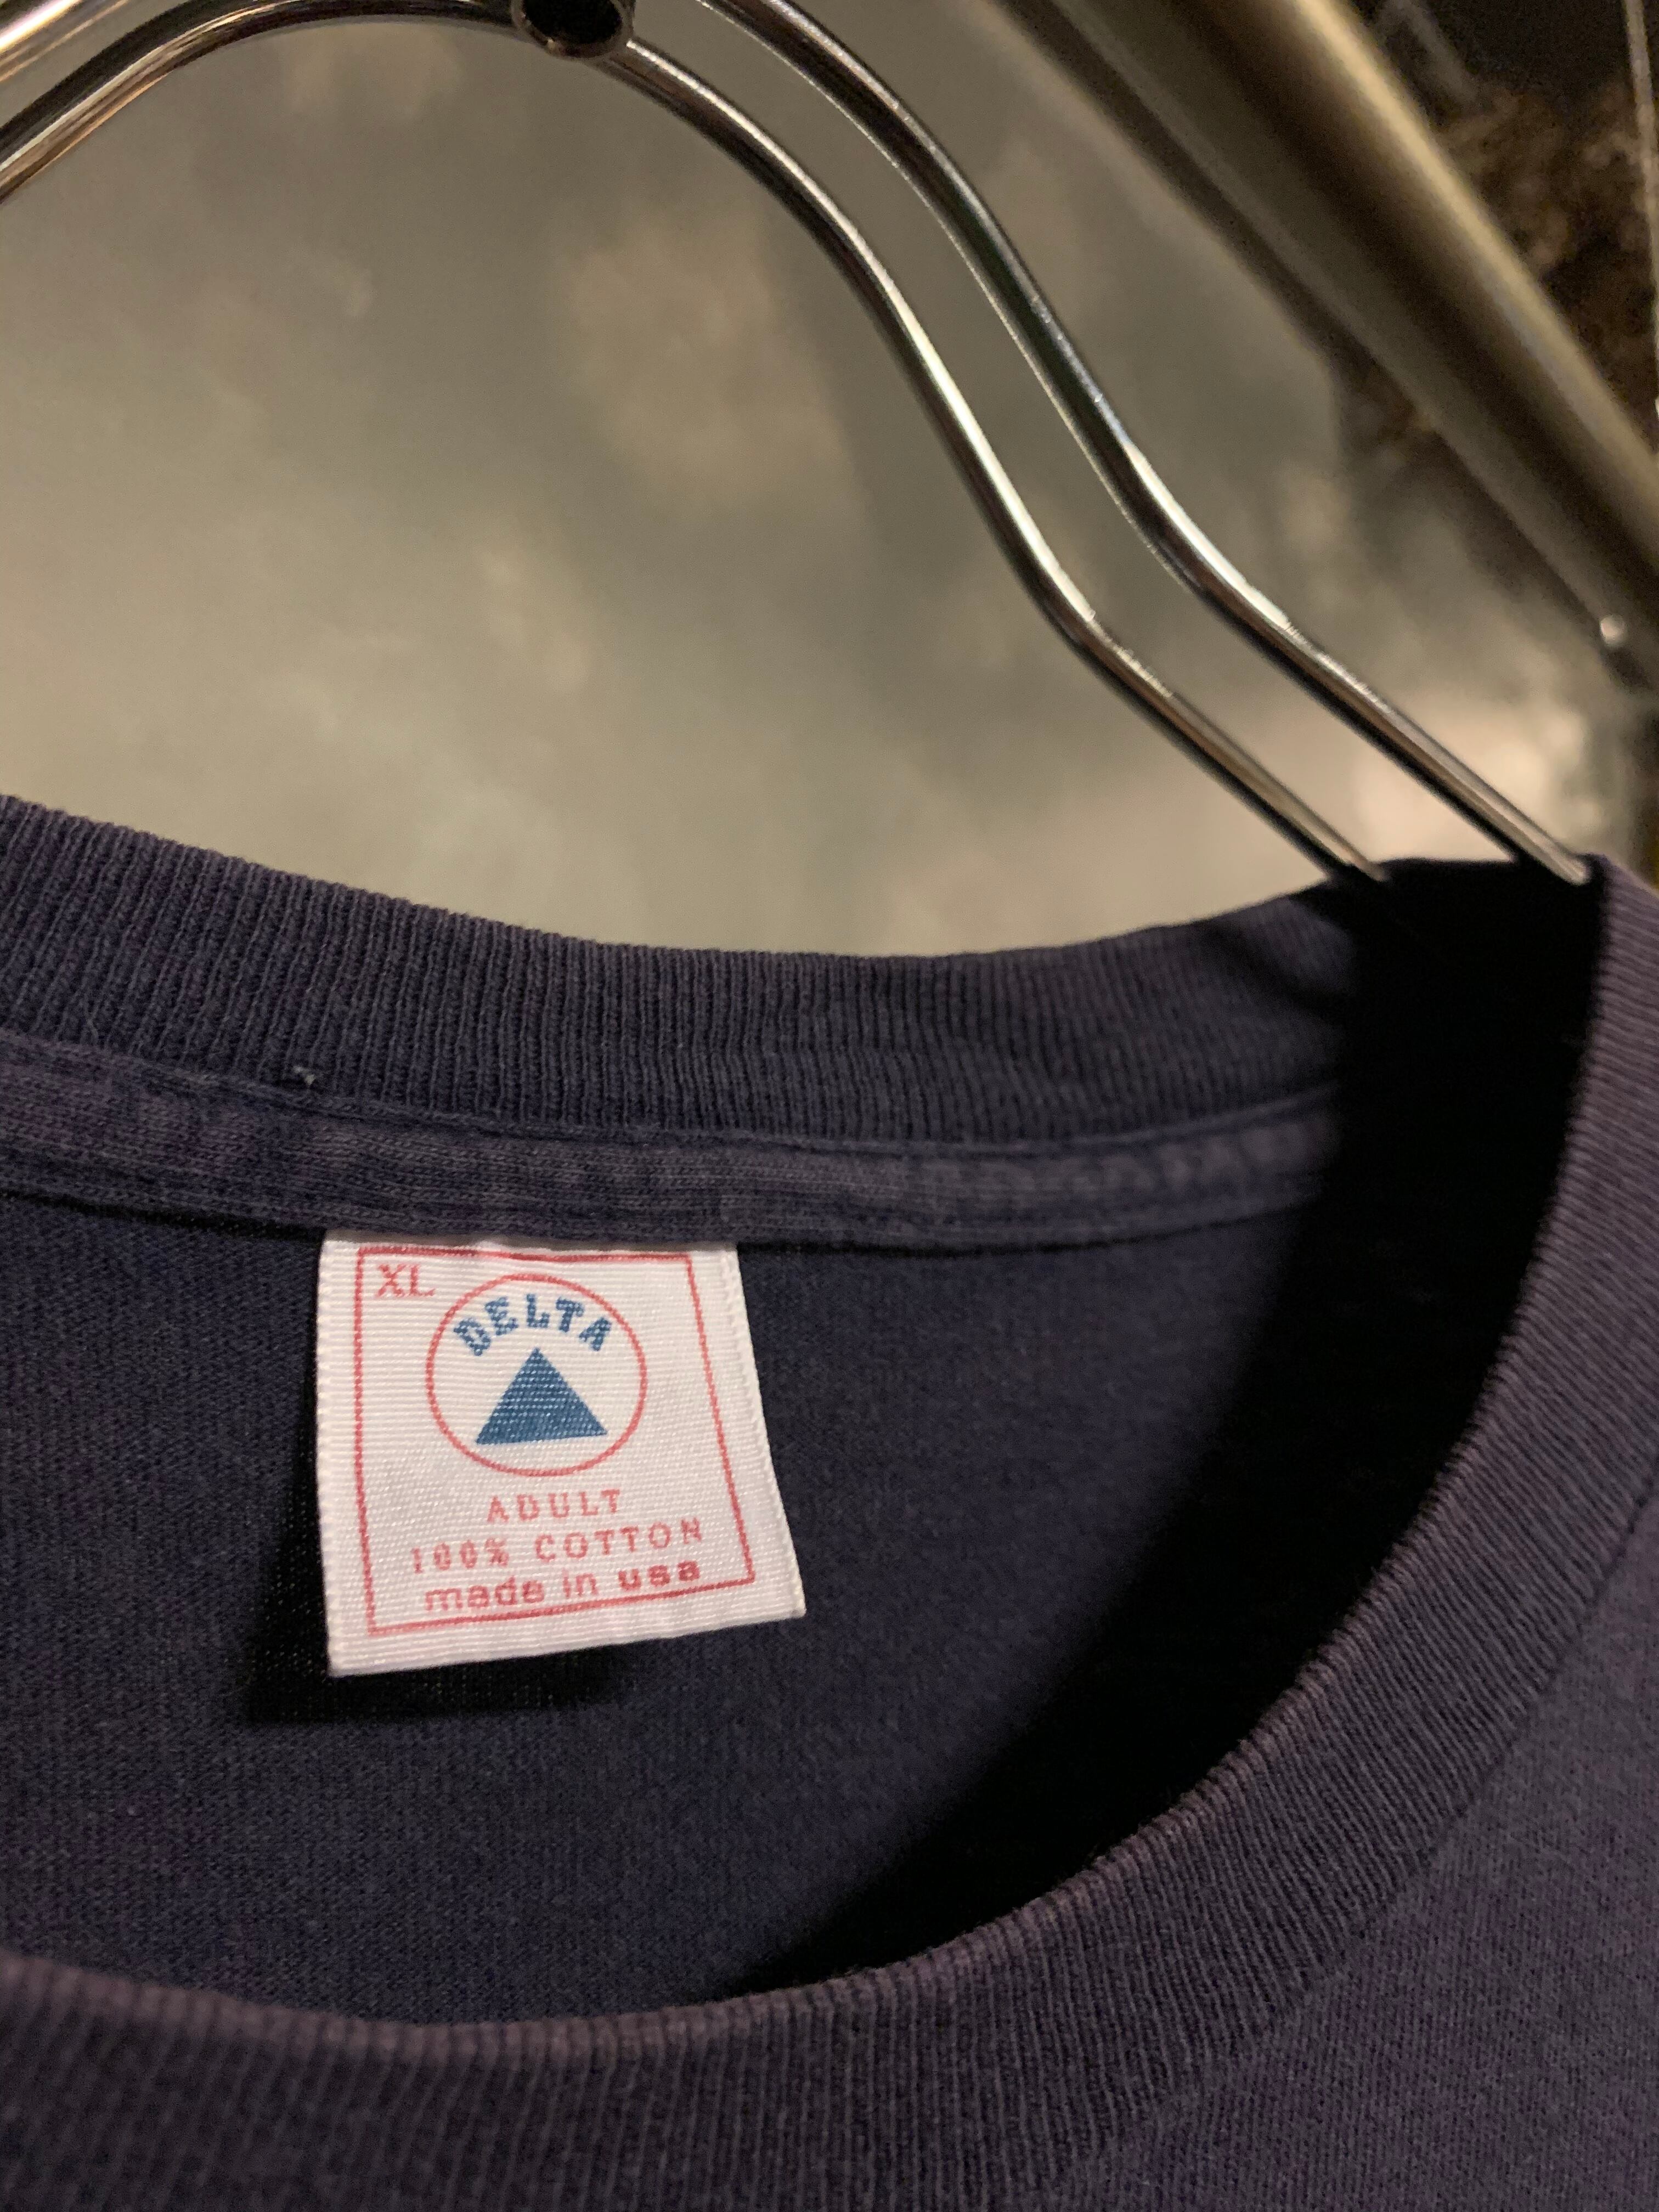 XL
DELTA
ADULT
100% COTTON
made in usa